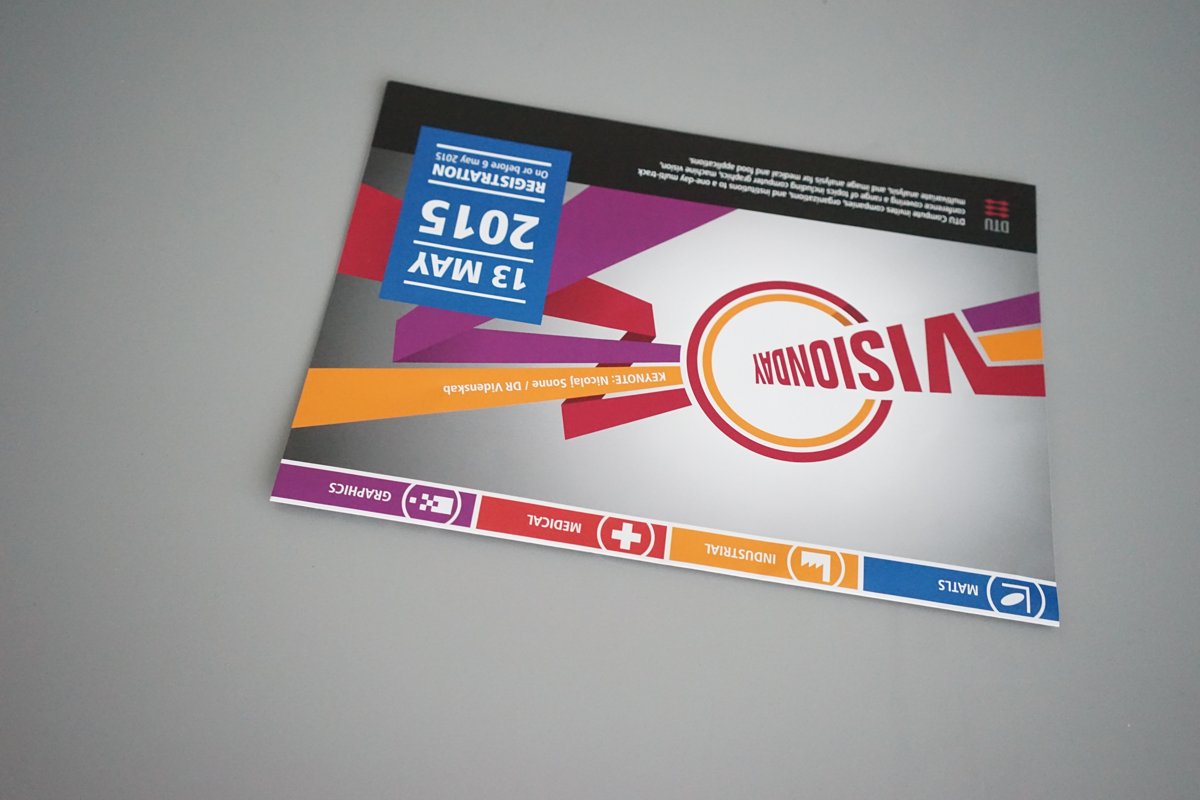 MATLS
INDUSTRIAL
MEDICAL
GRAPHICS
VISIONDAY
KEYNOTE: Nicolaj Sonne / DR Videnskab
13 MAY
2015
REGISTRATION
On or before 6 may 2015
DTU
DTU Compute invites companies, organizations, and institutions to a one-day multi-track
conference covering a range of topics including computer graphics, machine vision,
multivariate analysis, and image analysis for medical and food applications.